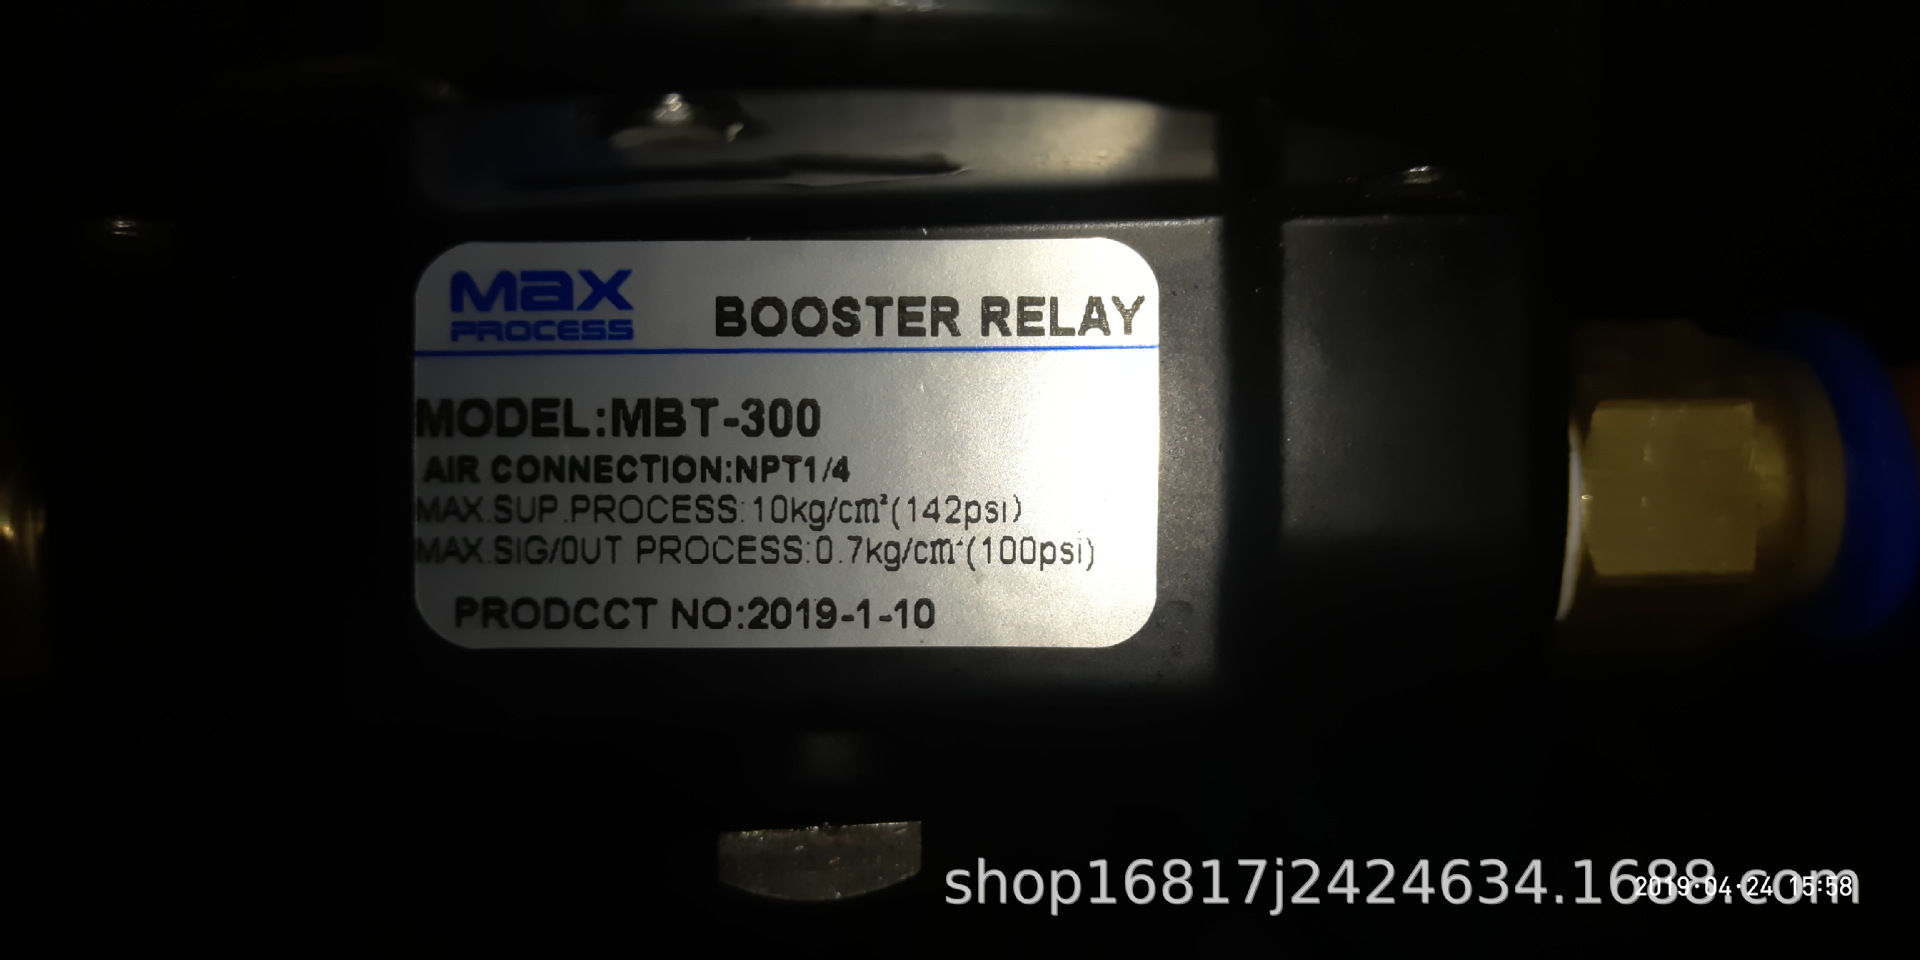 Max
PROCESS
BOOSTER RELAY
MODEL:MBT-300
AIR CONNECTION:NPT1/4
MAX.SUP.PROCESS:10kg/cm²(142psi)
MAX.SIG/OUT PROCESS:0.7kg/cm²(100psi)
PRODCCT NO:2019-1-10
shop16817j2424634.1688.com
2019·04·24 15:58